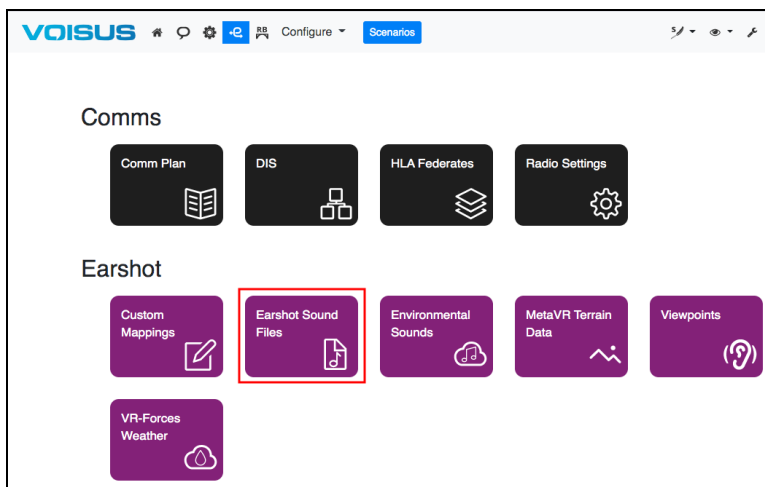 VOISUS RB Configure Scenarios S
Comms
Comm Plan DIS HLA Federates Radio Settings
Earshot
Custom Earshot Sound Environmental MetaVR Terrain Viewpoints
Mappings Files Sounds Data
VR-Forces
Weather